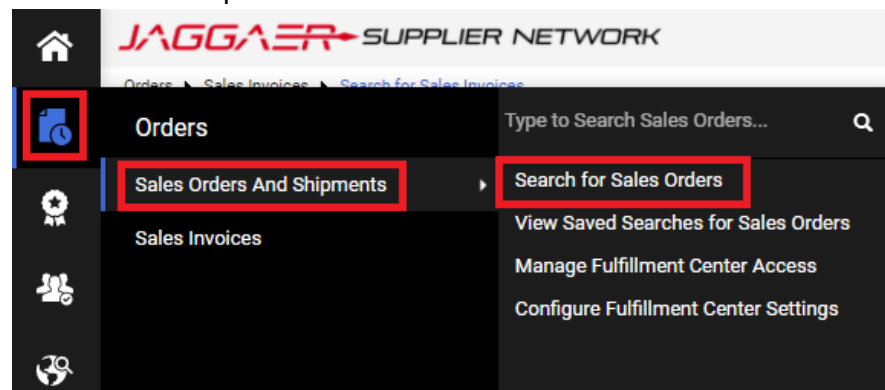 JAGGAER SUPPLIER NETWORK
Orders Sales Invoices Search for Sales Invoices
Orders
Type to Search Sales Orders...
Sales Orders And Shipments
Search for Sales Orders
Sales Invoices
View Saved Searches for Sales Orders
Manage Fulfillment Center Access
Configure Fulfillment Center Settings